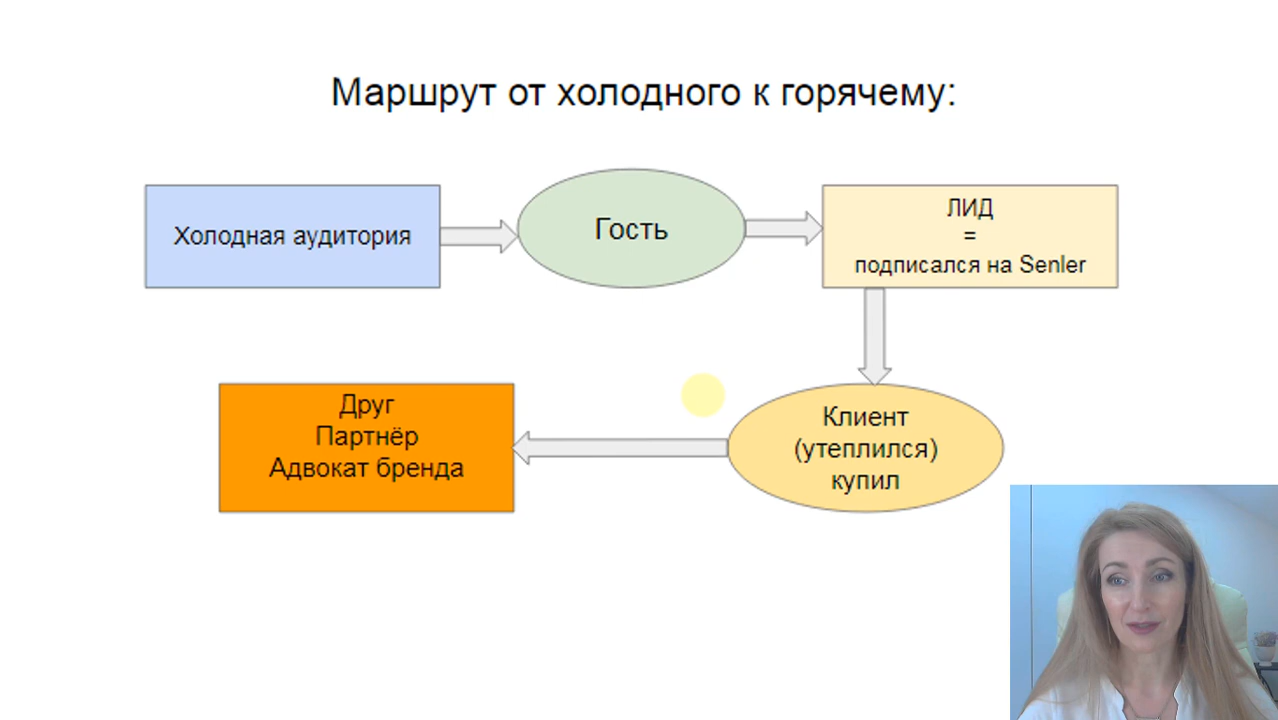 Маршрут от холодного к горячему:
Холодная аудитория
Гость
ЛИД
=
подписался на Senler
Клиент
(утеплился)
купил
Друг
Партнёр
Адвокат бренда